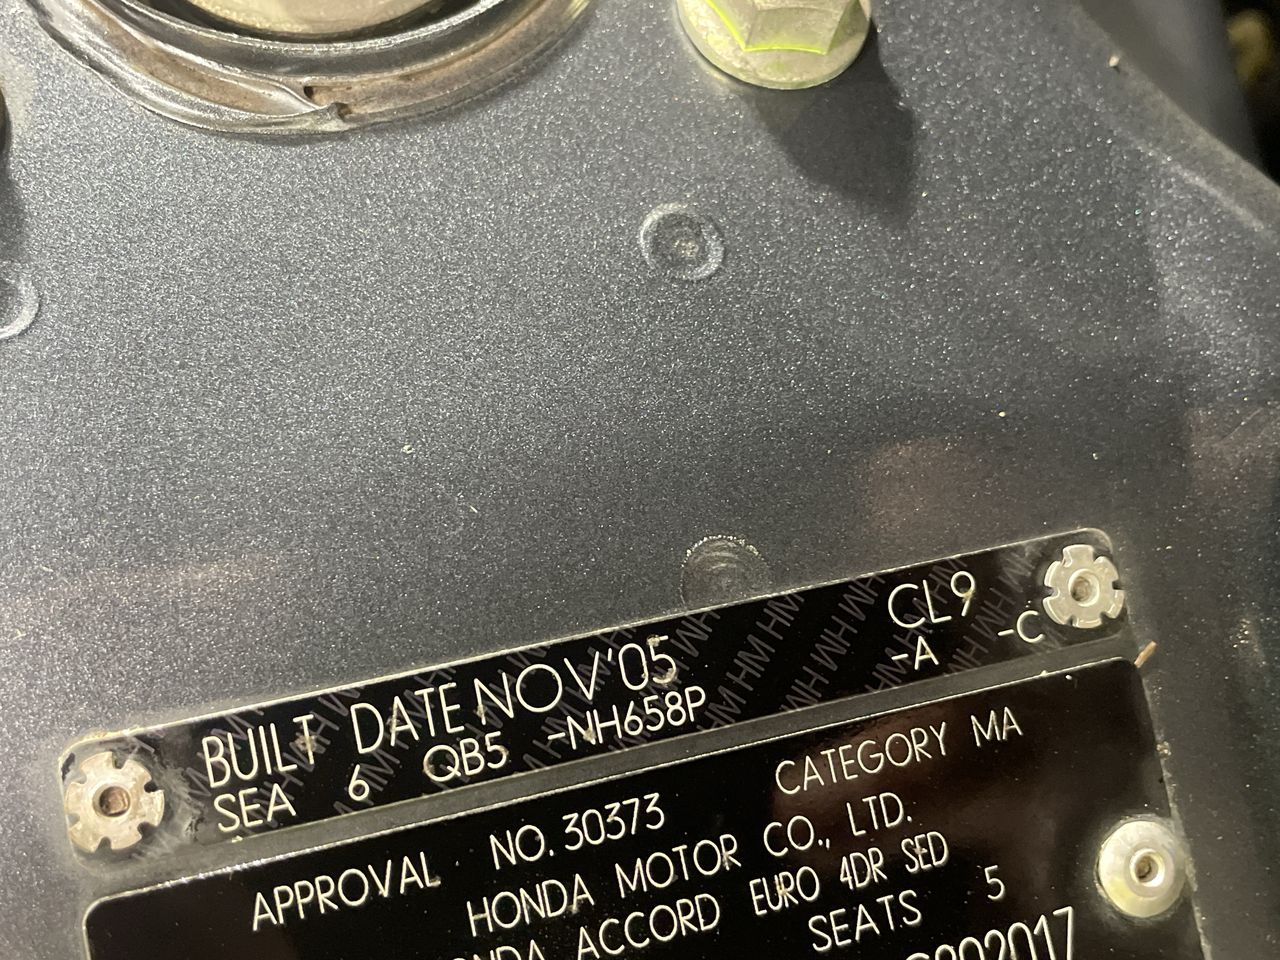 BUILT DATE NOV'05 CL9
SEA 6 QB5 -NH658P -A -C
APPROVAL NO. 30373 CATEGORY MA
HONDA MOTOR CO., LTD.
ACCORD EURO 4DR SED
SEATS 5